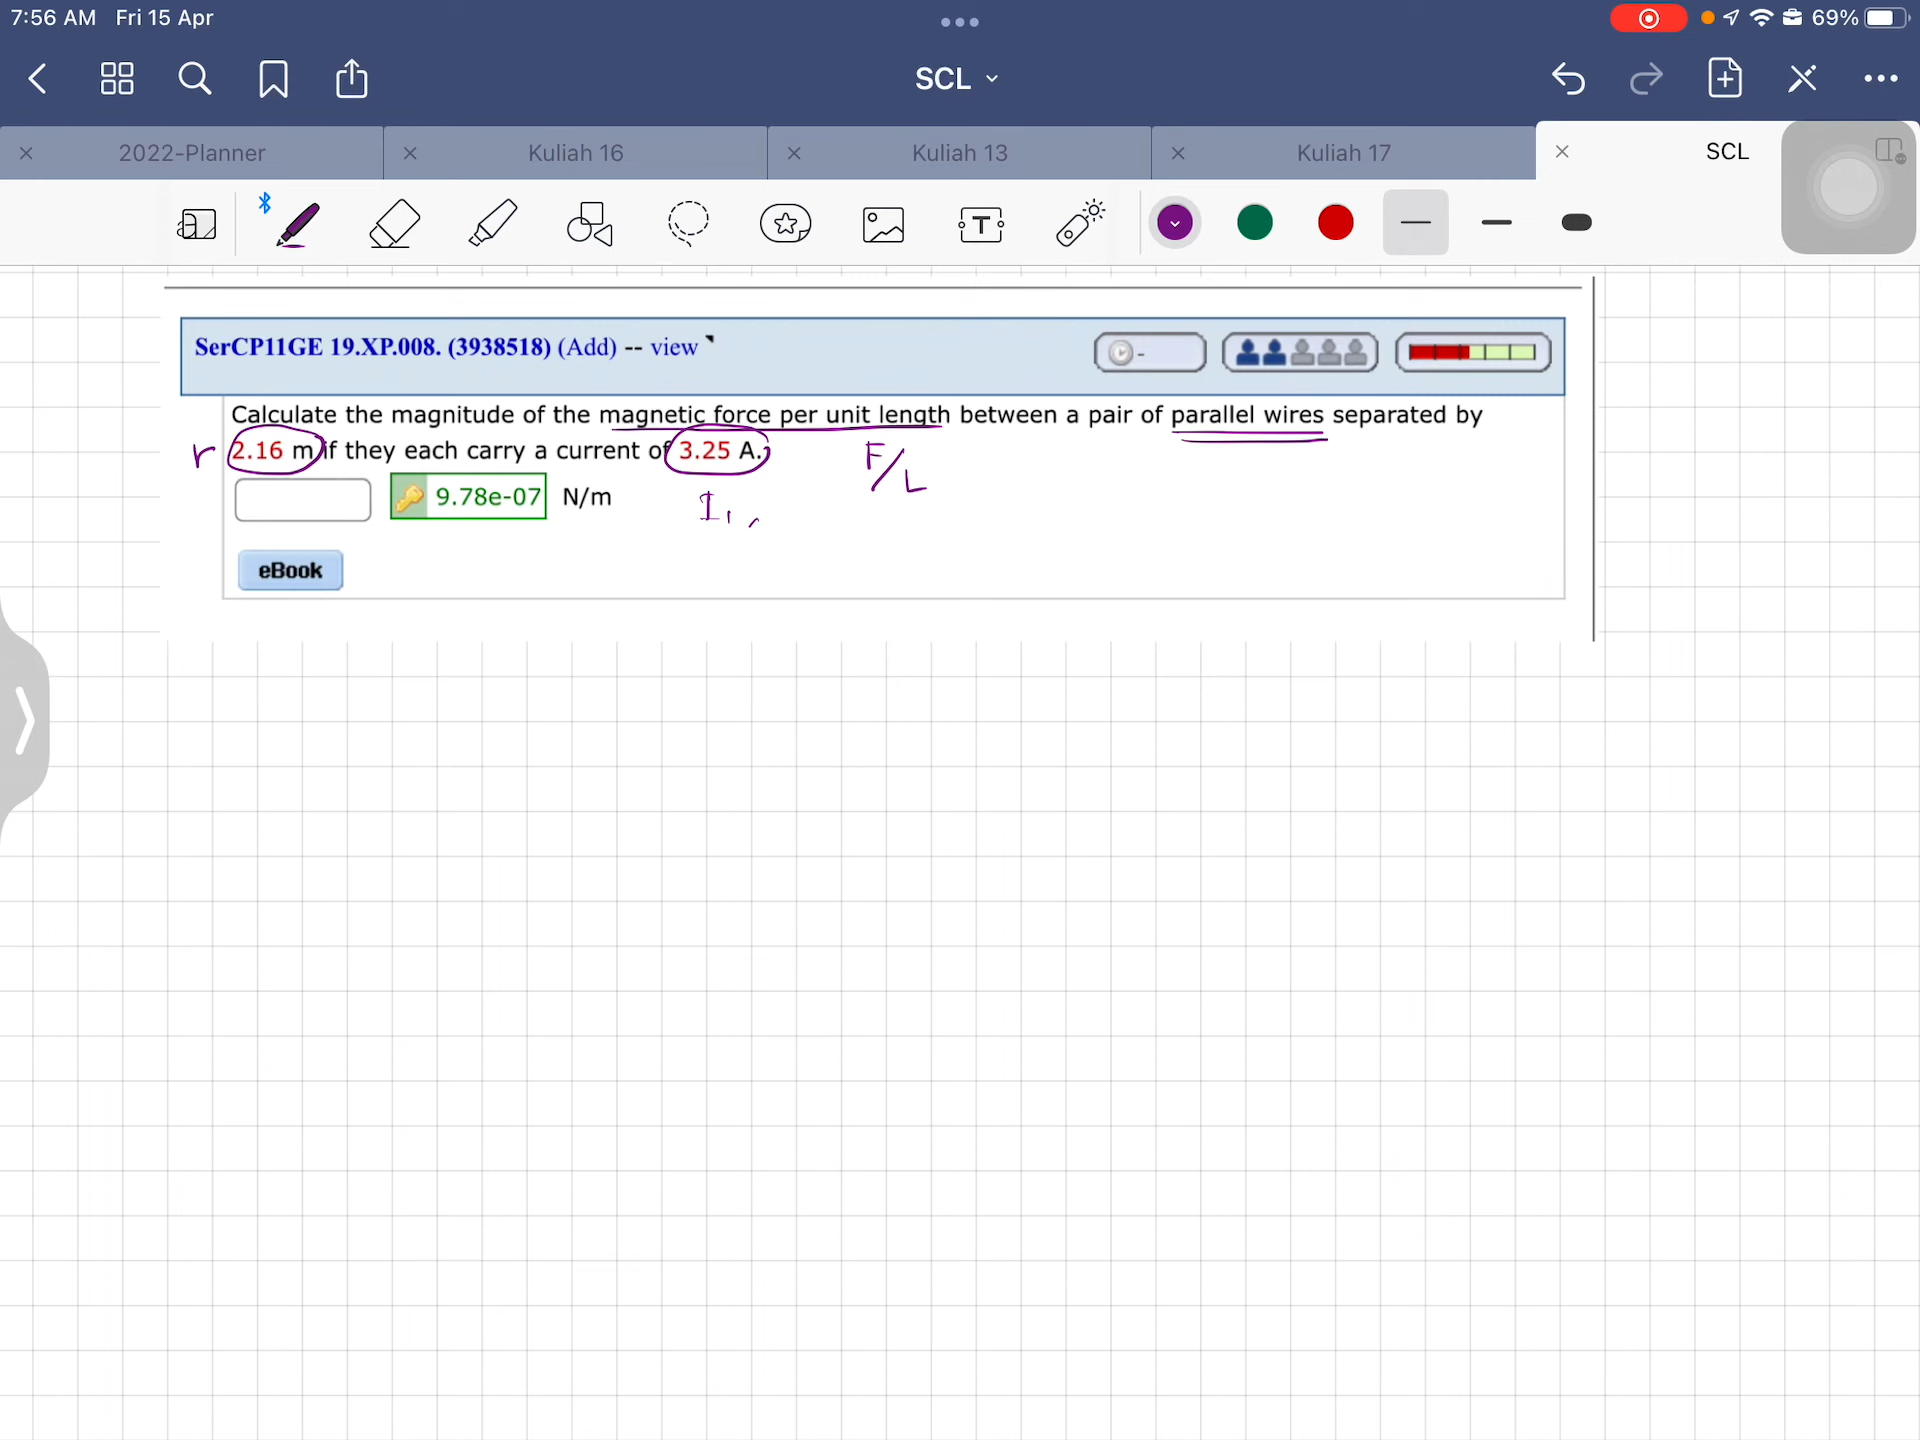 7:56 AM Fri 15 Apr
69%
SCL
2022-Planner
Kuliah 16
Kuliah 13
Kuliah 17
SCL
T
SerCP11GE 19.XP.008. (3938518) (Add) -- view
Calculate the magnitude of the magnetic force per unit length between a pair of parallel wires separated by
r 2.16 m if they each carry a current of 3.25 A. F/L
9.78e-07 N/m
I₁,
eBook